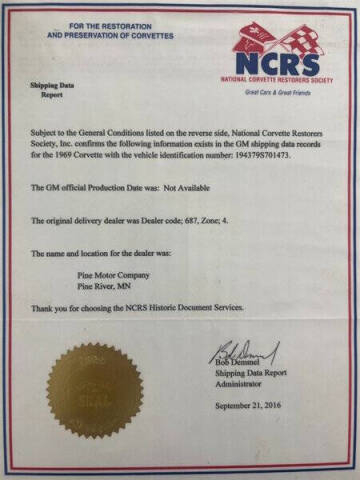 FOR THE RESTORATION
AND PRESERVATION OF CORVETTES
NCRS
NATIONAL CORVETTE RESTORERS SOCIETY
Great Cars & Great Friends
Shipping Data
Report
Subject to the General Conditions listed on the reverse side, National Corvette Restorers
Society, Inc. confirms the following information exists in the GM shipping data records
for the 1969 Corvette with the vehicle identification number: 194379S701473.
The GM official Production Date was: Not Available
The original delivery dealer was Dealer code; 687, Zone; 4.
The name and location for the dealer was:
Pine Motor Company
Pine River, MN
Thank you for choosing the NCRS Historic Document Services.
Bob Demmel
Bob Demmel
Shipping Data Report
Administrator
September 21, 2016
SEAL